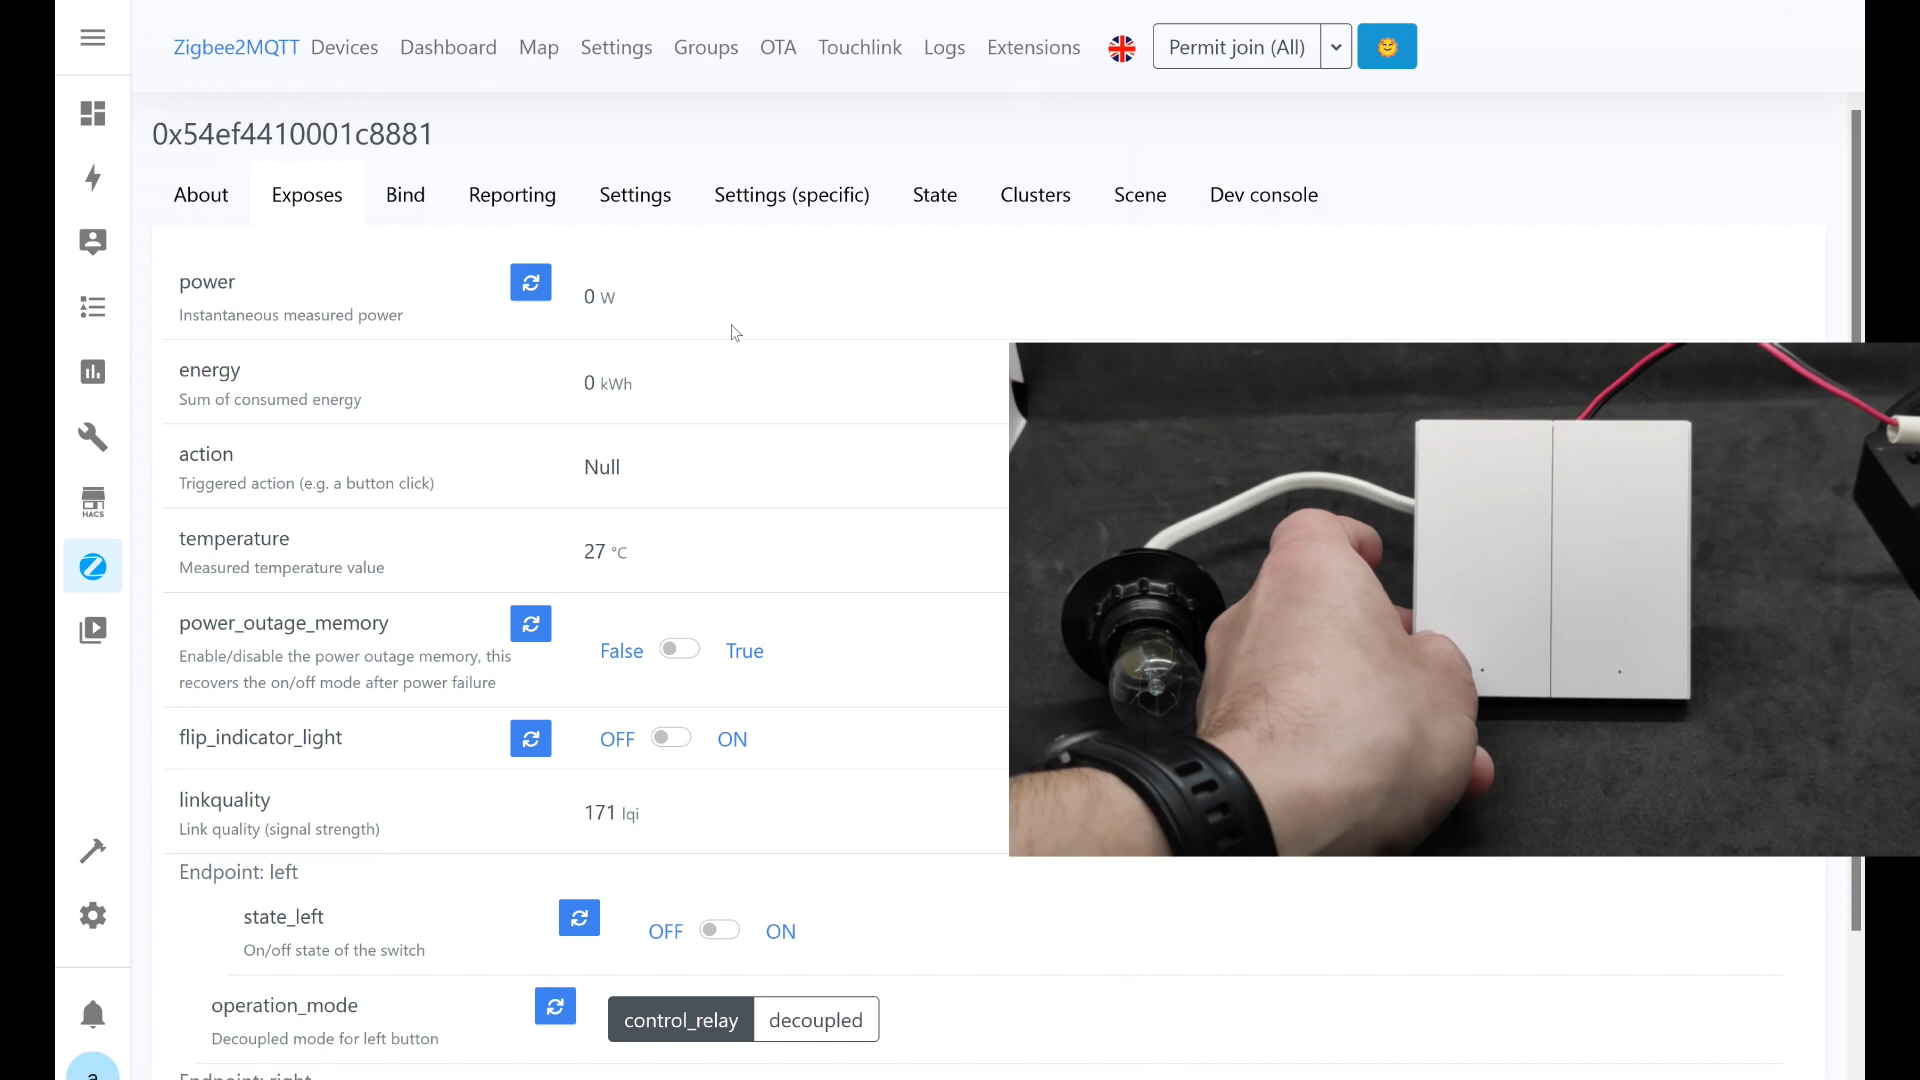 Zigbee2MQTT Devices Dashboard Map Settings Groups OTA Touchlink Logs Extensions Permit join (All)
0x54ef4410001c8881
About Exposes Bind Reporting Settings Settings (specific) State Clusters Scene Dev console
power
0 W
Instantaneous measured power
energy
0 kWh
Sum of consumed energy
action
Null
Triggered action (e.g. a button click)
temperature
27 °C
Measured temperature value
power_outage_memory
False True
Enable/disable the power outage memory, this
recovers the on/off mode after power failure
flip_indicator_light
OFF ON
linkquality
171 lqi
Link quality (signal strength)
Endpoint: left
state_left
OFF ON
On/off state of the switch
operation_mode
control_relay decoupled
Decoupled mode for left button
Endpoint: right
HACS
a